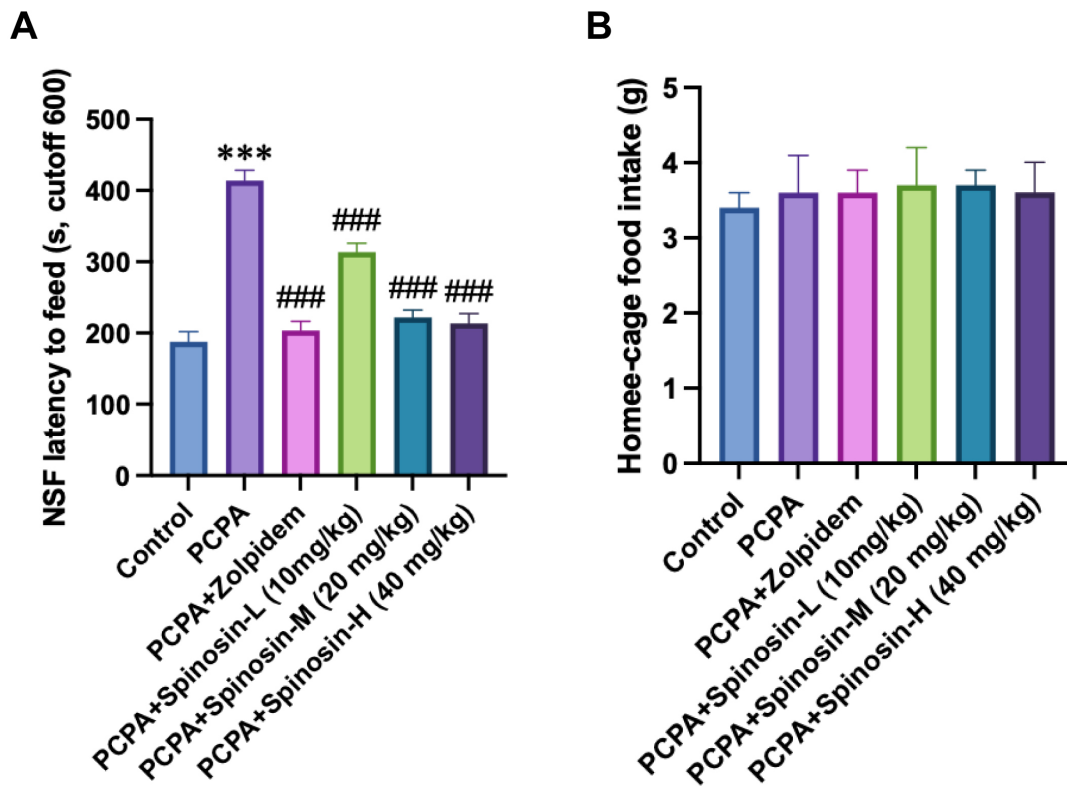 A
NSF latency to feed (s, cutoff 600)
500
400
300
200
100
0
***
###
###
###
###
Control
PCPA
PCPA+Zolpidem
PCPA+Spinosin-L (10mg/kg)
PCPA+Spinosin-M (20 mg/kg)
PCPA+Spinosin-H (40 mg/kg)
B
Homee-cage food intake (g)
5
4
3
2
1
0
Control
PCPA
PCPA+Zolpidem
PCPA+Spinosin-L (10mg/kg)
PCPA+Spinosin-M (20 mg/kg)
PCPA+Spinosin-H (40 mg/kg)